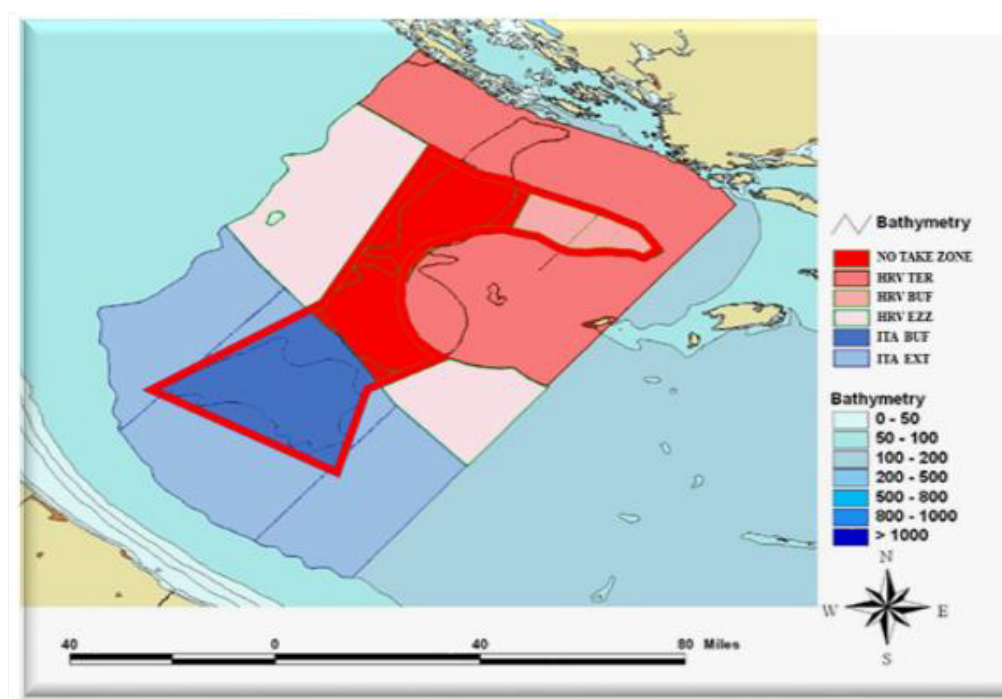 Bathymetry
NO TAKE ZONE
HRV TER
HRV BUF
HRV EZZ
ITA BUF
ITA EXT
Bathymetry
0 - 50
50 - 100
100 - 200
200 - 500
500 - 800
800 - 1000
> 1000
N
W E
S
40 0 40 80 Miles